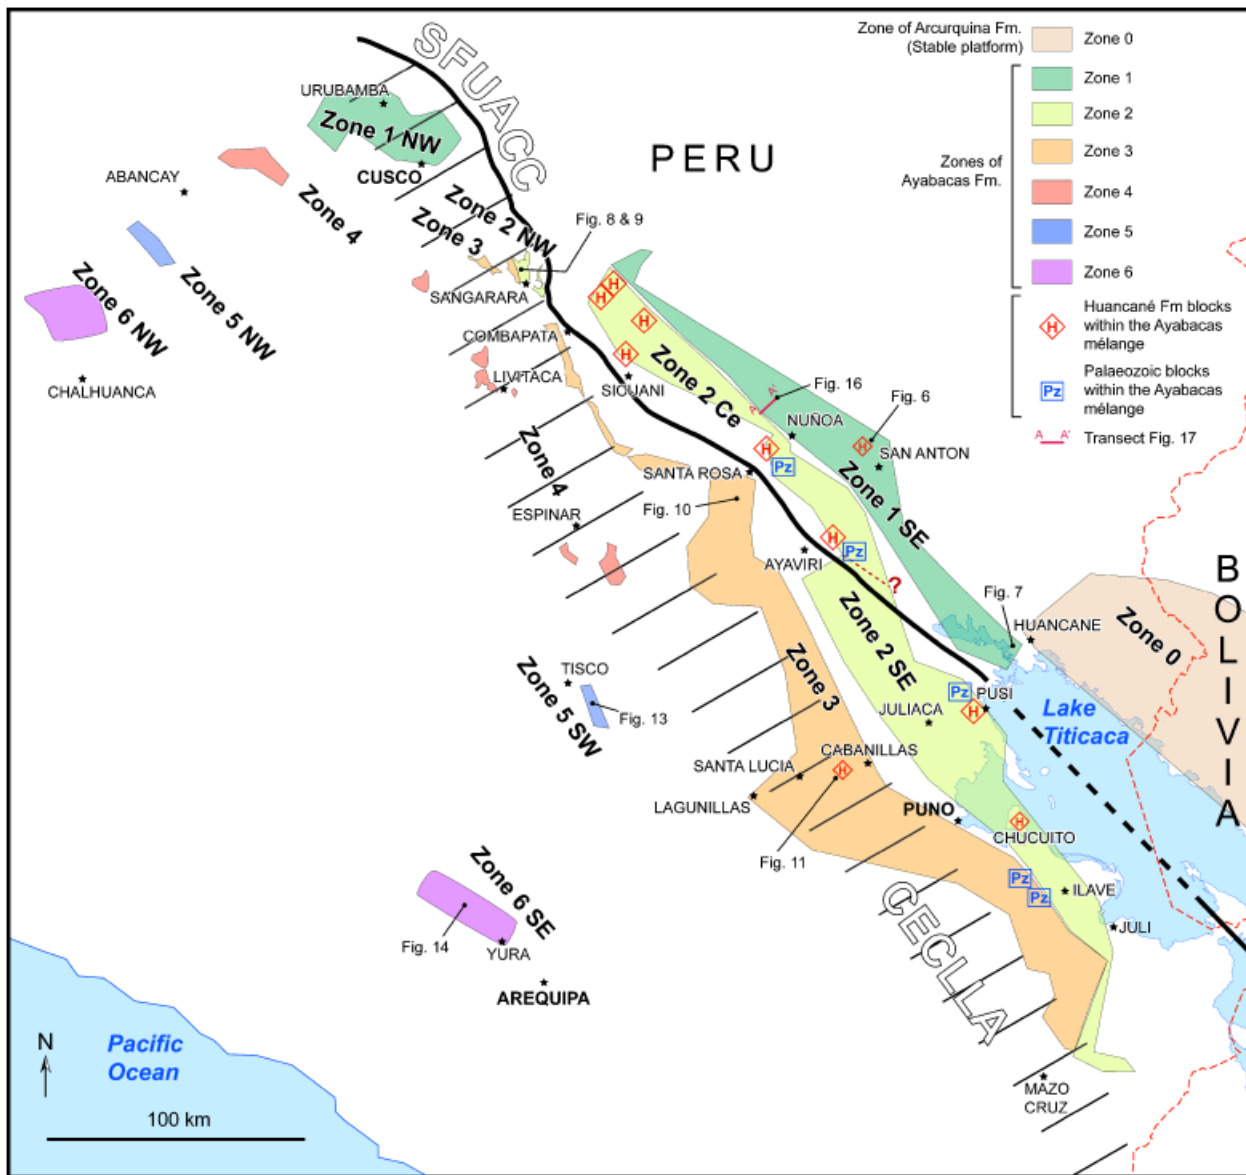 SFUACC
URUBAMBA
Zone 1 NW
CUSCO
ABANCAY
Zone 4
PERU
Zone 2 NW
Zone 3
Fig. 8 & 9
SANGARARA
Zone 5 NW
Zone 6 NW
CHALHUANCA
COMBAPATA
LIVITACA
SICUANI
H
H
H
H
Zone 2 Ce
A
A'
Fig. 16
NUÑOA
Fig. 6
H
SAN ANTON
Zone 1 SE
H
Pz
SANTA ROSA
Zone 4
Fig. 10
ESPINAR
H
Pz
AYAVIRI
?
Fig. 7
HUANCANE
Zone 0
BOLIVIA
Zone 2 SE
Zone 3
TISCO
Zone 5 SW
Fig. 13
Pz
PUSI
H
JULIACA
Lake
Titicaca
CABANILLAS
SANTA LUCIA
H
LAGUNILLAS
PUNO
H
CHUCUITO
Fig. 11
Pz
Pz
ILAVE
JULI
CECLLA
Zone 6 SE
Fig. 14
YURA
AREQUIPA
MAZO
CRUZ
Pacific
Ocean
N
100 km
Zone of Arcurquina Fm.
(Stable platform)
Zone 0
Zone 1
Zone 2
Zone 3
Zones of
Ayabacas Fm.
Zone 4
Zone 5
Zone 6
H
Huancané Fm blocks
within the Ayabacas
mélange
Pz
Palaeozoic blocks
within the Ayabacas
mélange
A A' Transect Fig. 17